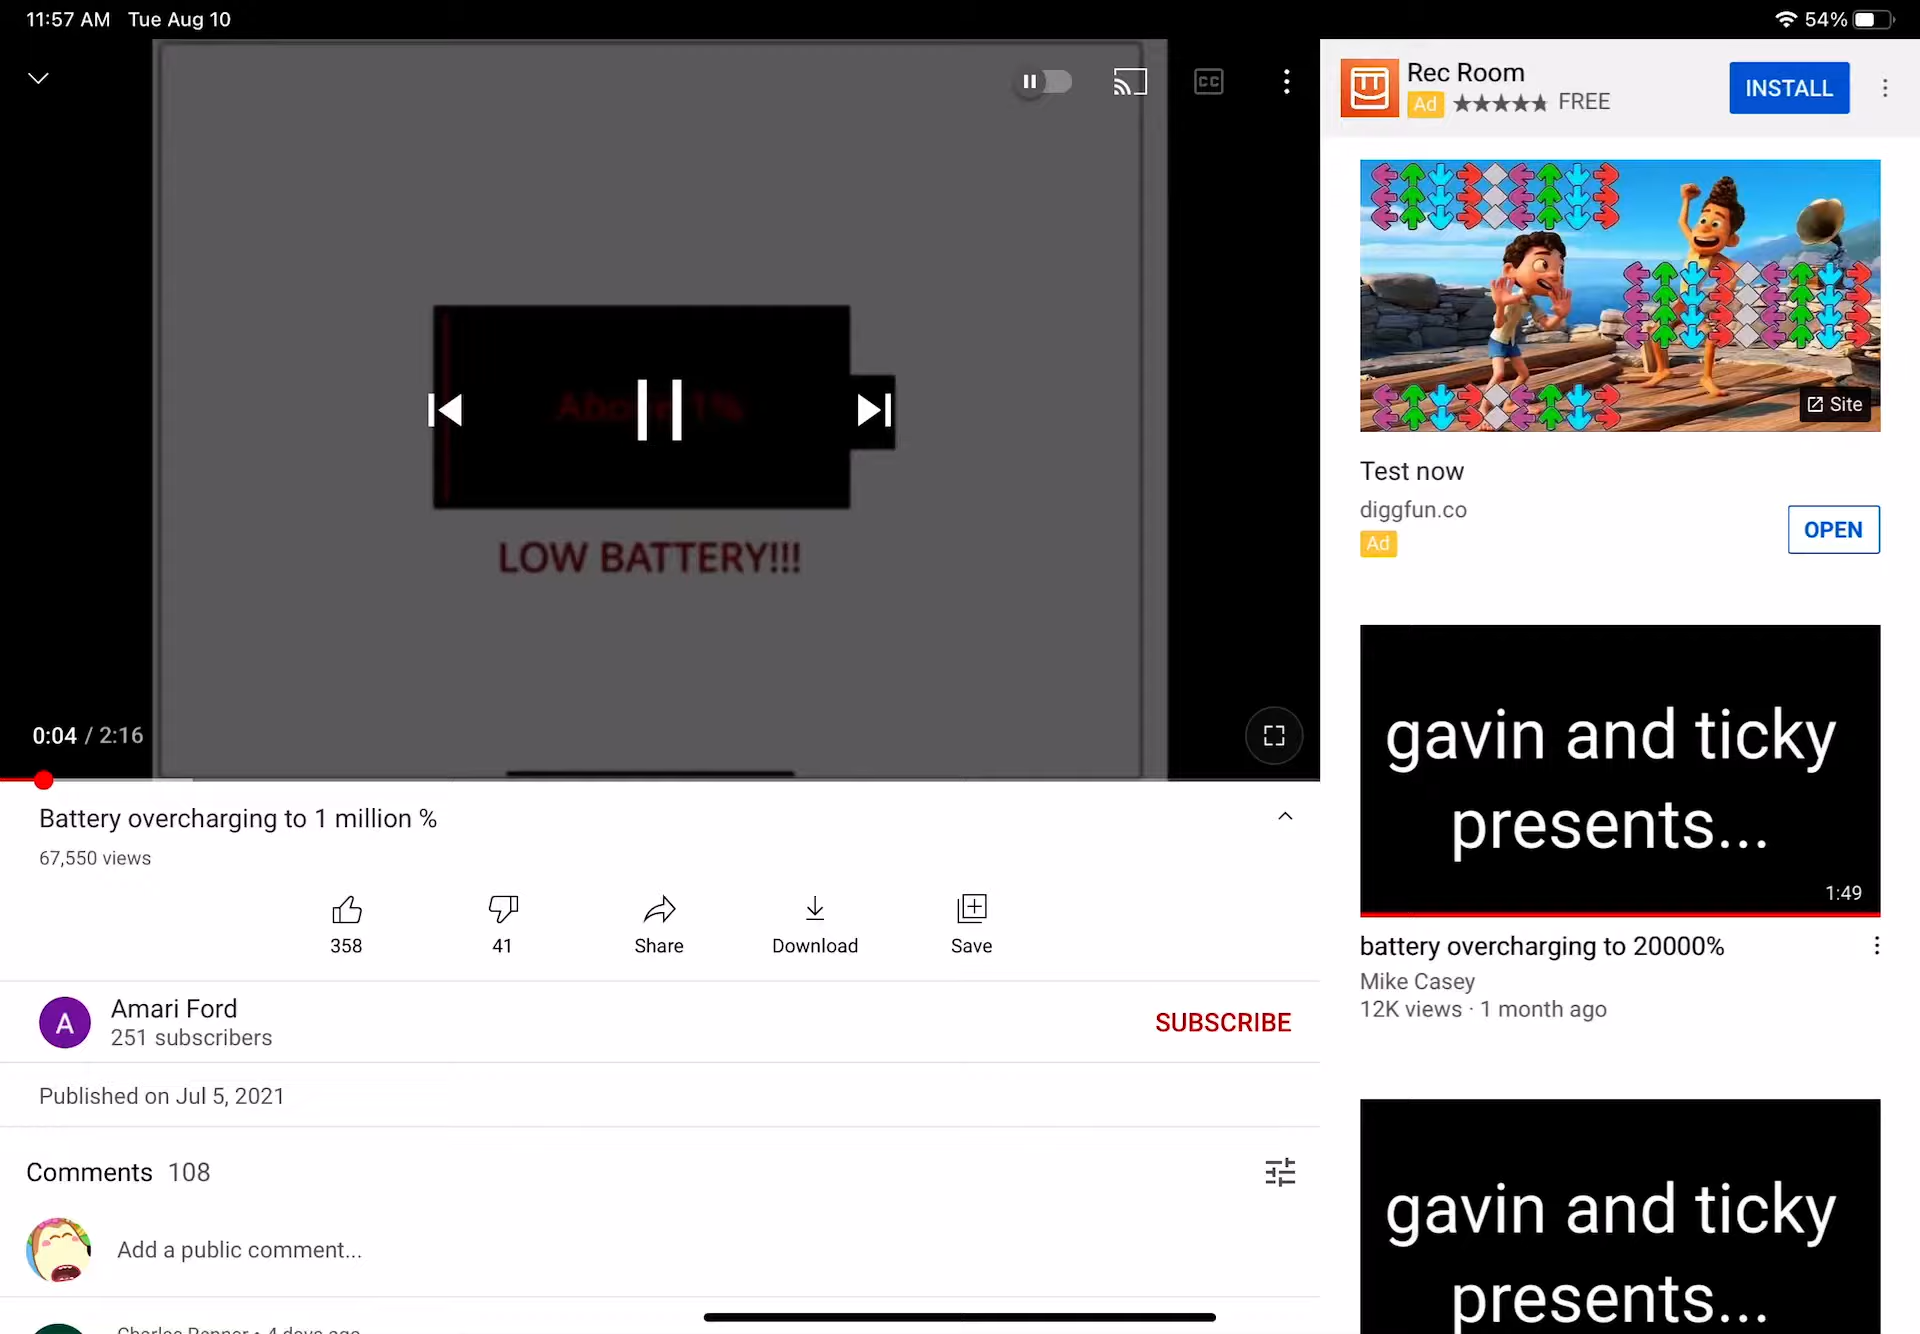 11:57 AM Tue Aug 10
54%
CC
LOW BATTERY!!!
0:04 / 2:16
Battery overcharging to 1 million %
67,550 views
358
41
Share
Download
Save
A
Amari Ford
251 subscribers
SUBSCRIBE
Published on Jul 5, 2021
Comments 108
Add a public comment...
Rec Room
Ad FREE
INSTALL
Site
Test now
diggfun.co
Ad
OPEN
gavin and ticky
presents...
1:49
battery overcharging to 20000%
Mike Casey
12K views · 1 month ago
gavin and ticky
presents...